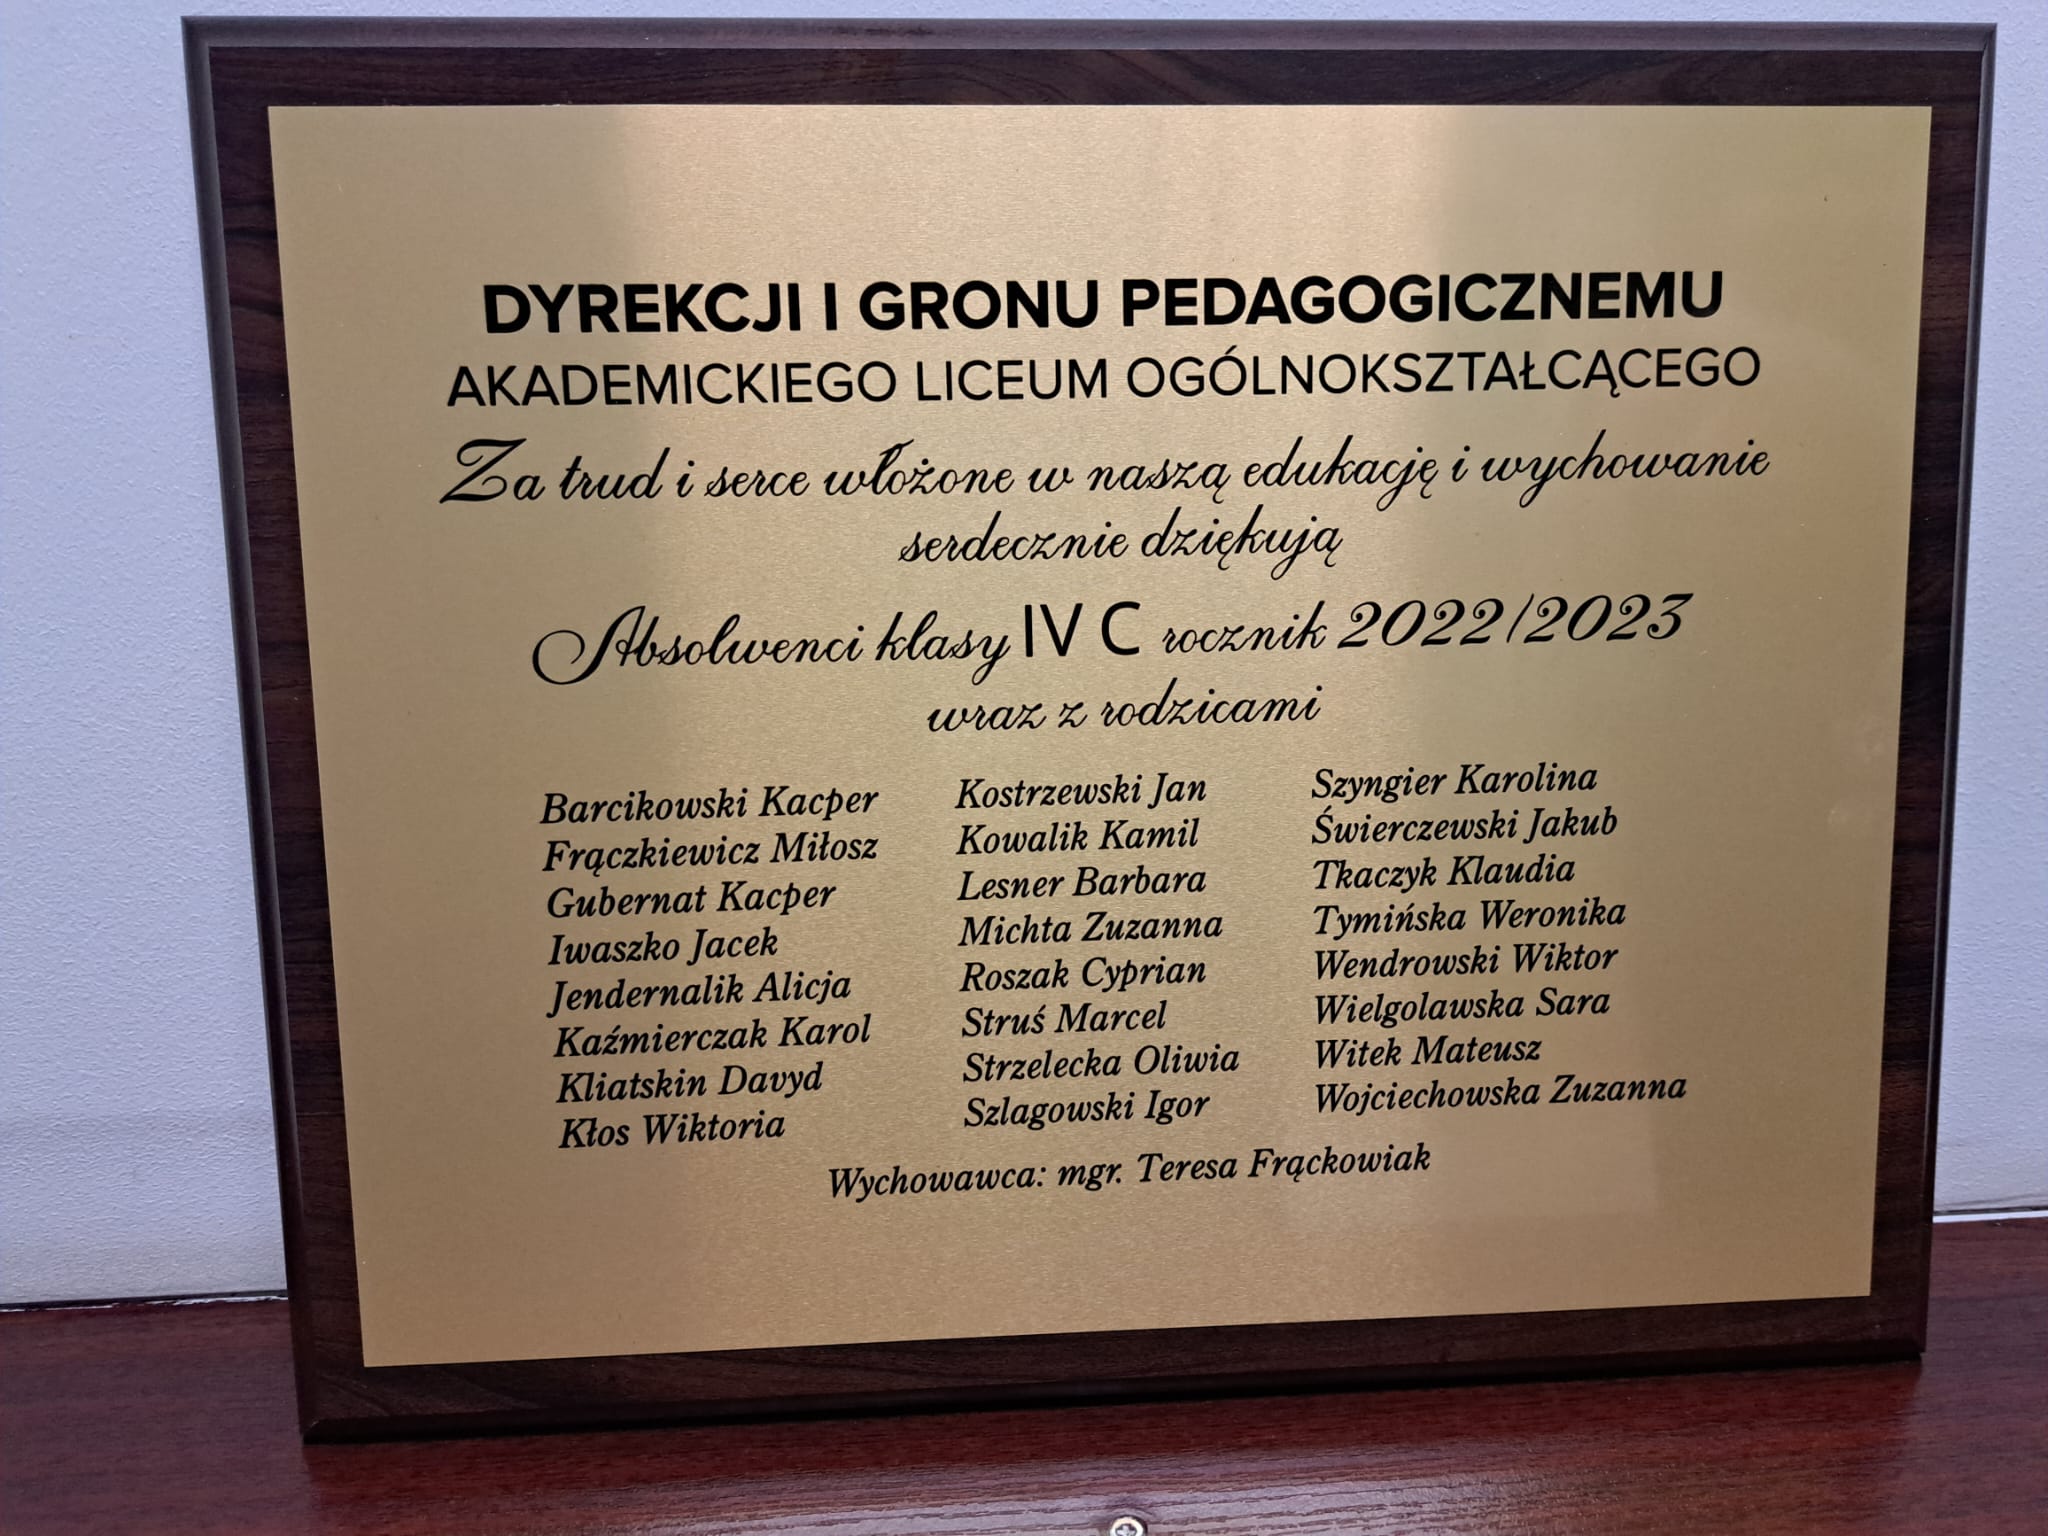 DYREKCJI I GRONU PEDAGOGICZNEMU
AKADEMICKIEGO LICEUM OGÓLNOKSZTAŁCĄCEGO
Za trud i serce włożone w naszą edukację i wychowanie
serdecznie dziękują
Absolwenci klasy IV C rocznik 2022/2023
wraz z rodzicami
Barcikowski Kacper
Frączkiewicz Miłosz
Gubernat Kacper
Iwaszko Jacek
Jendernalik Alicja
Kaźmierczak Karol
Kliatskin Davyd
Kłos Wiktoria
Kostrzewski Jan
Kowalik Kamil
Lesner Barbara
Michta Zuzanna
Roszak Cyprian
Struś Marcel
Strzelecka Oliwia
Szlagowski Igor
Szyngier Karolina
Świerczewski Jakub
Tkaczyk Klaudia
Tymińska Weronika
Wendrowski Wiktor
Wielgolawska Sara
Witek Mateusz
Wojciechowska Zuzanna
Wychowawca: mgr. Teresa Frąckowiak